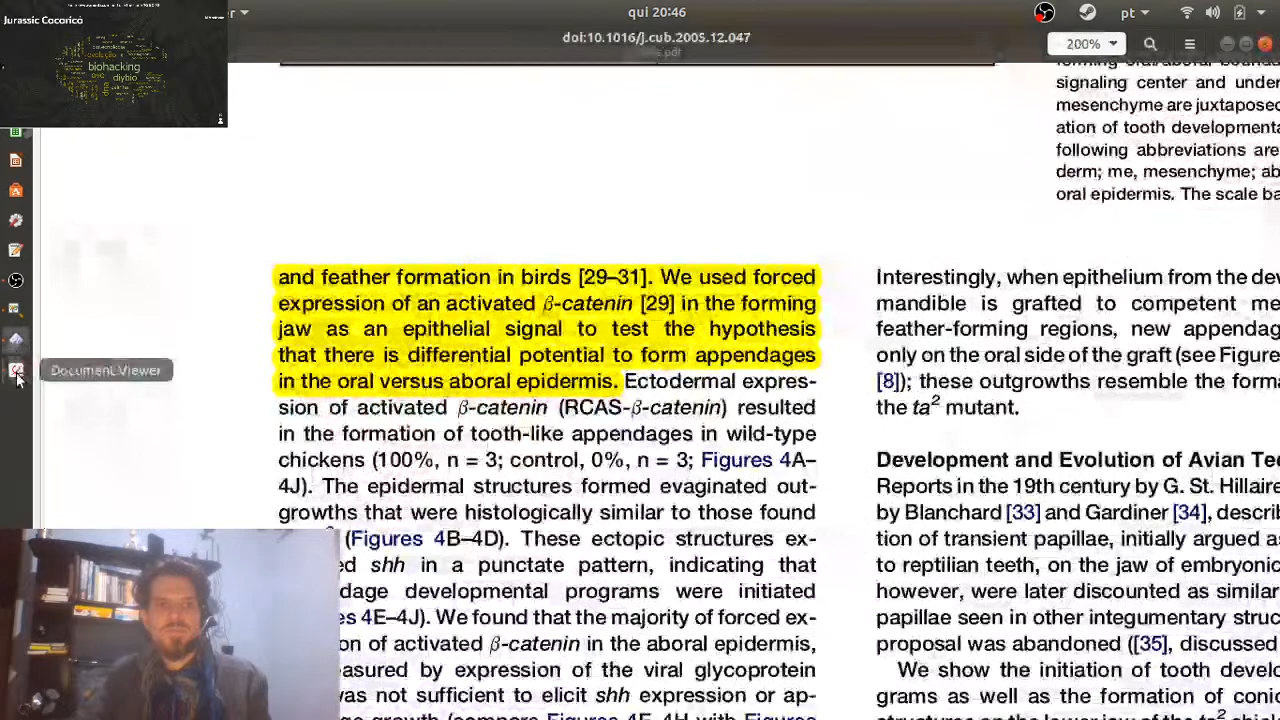 Jurassic Cacoricó
evolução
biohacking
ovo
diybio
dna
er
qui 20:46
pt
doi:10.1016/j.cub.2005.12.047
200%
Document Viewer
signaling center and unde
mesenchyme are juxtapose
ation of tooth development
following abbreviations are
derm; me, mesenchyme; ab
oral epidermis. The scale ba
and feather formation in birds [29–31]. We used forced
expression of an activated β-catenin [29] in the forming
jaw as an epithelial signal to test the hypothesis
that there is differential potential to form appendages
in the oral versus aboral epidermis. Ectodermal expres-
sion of activated β-catenin (RCAS-β-catenin) resulted
in the formation of tooth-like appendages in wild-type
chickens (100%, n = 3; control, 0%, n = 3; Figures 4A–
4J). The epidermal structures formed evaginated out-
growths that were histologically similar to those found
(Figures 4B–4D). These ectopic structures ex-
ed shh in a punctate pattern, indicating that
dage developmental programs were initiated
es 4E–4J). We found that the majority of forced ex-
on of activated β-catenin in the aboral epidermis,
easured by expression of the viral glycoprotein
was not sufficient to elicit shh expression or ap-
Interestingly, when epithelium from the dev
mandible is grafted to competent me
feather-forming regions, new appendag
only on the oral side of the graft (see Figure
[8]); these outgrowths resemble the forma
the ta2 mutant.
Development and Evolution of Avian Tee
Reports in the 19th century by G. St. Hillaire
by Blanchard [33] and Gardiner [34], describ
tion of transient papillae, initially argued as
to reptilian teeth, on the jaw of embryonic
however, were later discounted as similar
papillae seen in other integumentary struc
proposal was abandoned ([35], discussed
We show the initiation of tooth develo
grams as well as the formation of conic